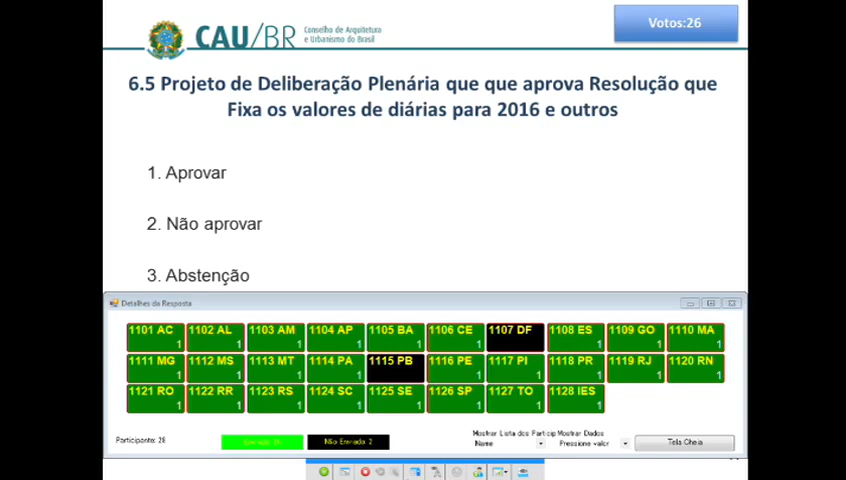 Votos:26
CAU/BR Conselho de Arquitetura
e Urbanismo do Brasil
6.5 Projeto de Deliberação Plenária que que aprova Resolução que
Fixa os valores de diárias para 2016 e outros
1. Aprovar
2. Não aprovar
3. Abstenção
Detalhes da Resposta
1101 AC 1102 AL 1103 AM 1104 AP 1105 BA 1106 CE 1107 DF 1108 ES 1109 GO 1110 MA
1 1 1 1 1 1 1 1 1
1111 MG 1112 MS 1113 MT 1114 PA 1115 PB 1116 PE 1117 PI 1118 PR 1119 RJ 1120 RN
1 1 1 1 1 1 1 1 1
1121 RO 1122 RR 1123 RS 1124 SC 1125 SE 1126 SP 1127 TO 1128 IES
1 1 1 1 1 1 1 1
Mostrar Lista dos Particip Mostrar Dados
Participante: 28 Enviado 26 Não Enviado 2 Name Pressione valor Tela Cheia